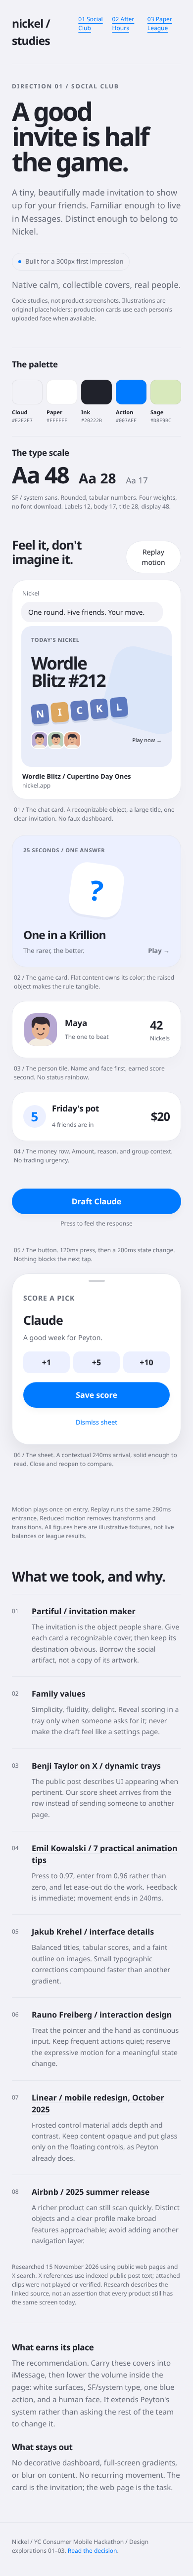 nickel /
studies
01 Social
Club
02 After
Hours
03 Paper
League
DIRECTION 01 / SOCIAL CLUB
A good
invite is half
the game.
A tiny, beautifully made invitation to show
up for your friends. Familiar enough to live
in Messages. Distinct enough to belong to
Nickel.
Built for a 300px first impression
Native calm, collectible covers, real people.
Code studies, not product screenshots. Illustrations are
original placeholders; production cards use each person's
uploaded face when available.
The palette
Cloud
#F2F2F7
Paper
#FFFFFF
Ink
#20222B
Action
#007AFF
Sage
The type scale
Aa 48
Aa 28
Aa 17
SF / system sans. Rounded, tabular numbers. Four weights,
no font download. Labels 12, body 17, title 28, display 48.
Feel it, don't
imagine it.
Replay
motion
Nickel
One round. Five friends. Your move.
TODAY'S NICKEL
Wordle
Blitz #212
N
I
C
K
L
Play now →
Wordle Blitz / Cupertino Day Ones
nickel.app
01 / The chat card. A recognizable object, a large title, one
clear invitation. No faux dashboard.
25 SECONDS / ONE ANSWER
?
One in a Krillion
The rarer, the better.
Play →
02 / The game card. Flat content owns its color; the raised
object makes the rule tangible.
Maya
The one to beat
42
Nickels
03 / The person tile. Name and face first, earned score
second. No status rainbow.
5
Friday's pot
4 friends are in
$20
04 / The money row. Amount, reason, and group context.
No trading urgency.
Draft Claude
Press to feel the response
05 / The button. 120ms press, then a 200ms state change.
Nothing blocks the next tap.
SCORE A PICK
Claude
A good week for Peyton.
+1
+5
+10
Save score
Dismiss sheet
06 / The sheet. A contextual 240ms arrival, solid enough to
read. Close and reopen to compare.
Motion plays once on entry. Replay runs the same 280ms
entrance. Reduced motion removes transforms and
transitions. All figures here are illustrative fixtures, not live
balances or league results.
What we took, and why.
01
Partiful / invitation maker
The invitation is the object people share. Give
each card a recognizable cover, then keep its
destination obvious. Borrow the social
artifact, not a copy of its artwork.
02
Family values
Simplicity, fluidity, delight. Reveal scoring in a
tray only when someone asks for it; never
make the draft feel like a settings page.
03
Benji Taylor on X / dynamic trays
The public post describes UI appearing when
pertinent. Our score sheet arrives from the
row instead of sending someone to another
page.
04
Emil Kowalski / 7 practical animation
tips
Press to 0.97, enter from 0.96 rather than
zero, and let ease-out do the work. Feedback
is immediate; movement ends in 240ms.
05
Jakub Krehel / interface details
Balanced titles, tabular scores, and a faint
outline on images. Small typographic
corrections compound faster than another
gradient.
06
Rauno Freiberg / interaction design
Treat the pointer and the hand as continuous
input. Keep frequent actions quiet; reserve
the expressive motion for a meaningful state
change.
07
Linear / mobile redesign, October
2025
Frosted control material adds depth and
contrast. Keep content opaque and put glass
only on the floating controls, as Peyton
already does.
08
Airbnb / 2025 summer release
A richer product can still scan quickly. Distinct
objects and a clear profile make broad
features approachable; avoid adding another
navigation layer.
Researched 15 November 2026 using public web pages and
X search. X references use indexed public post text; attached
clips were not played or verified. Research describes the
linked source, not an assertion that every product still has
the same screen today.
What earns its place
The recommendation. Carry these covers into
iMessage, then lower the volume inside the
page: white surfaces, SF/system type, one blue
action, and a human face. It extends Peyton's
system rather than asking the rest of the team
to change it.
What stays out
No decorative dashboard, full-screen gradients,
or blur on content. No recurring movement. The
card is the invitation; the web page is the task.
Nickel / YC Consumer Mobile Hackathon / Design
explorations 01–03. Read the decision.